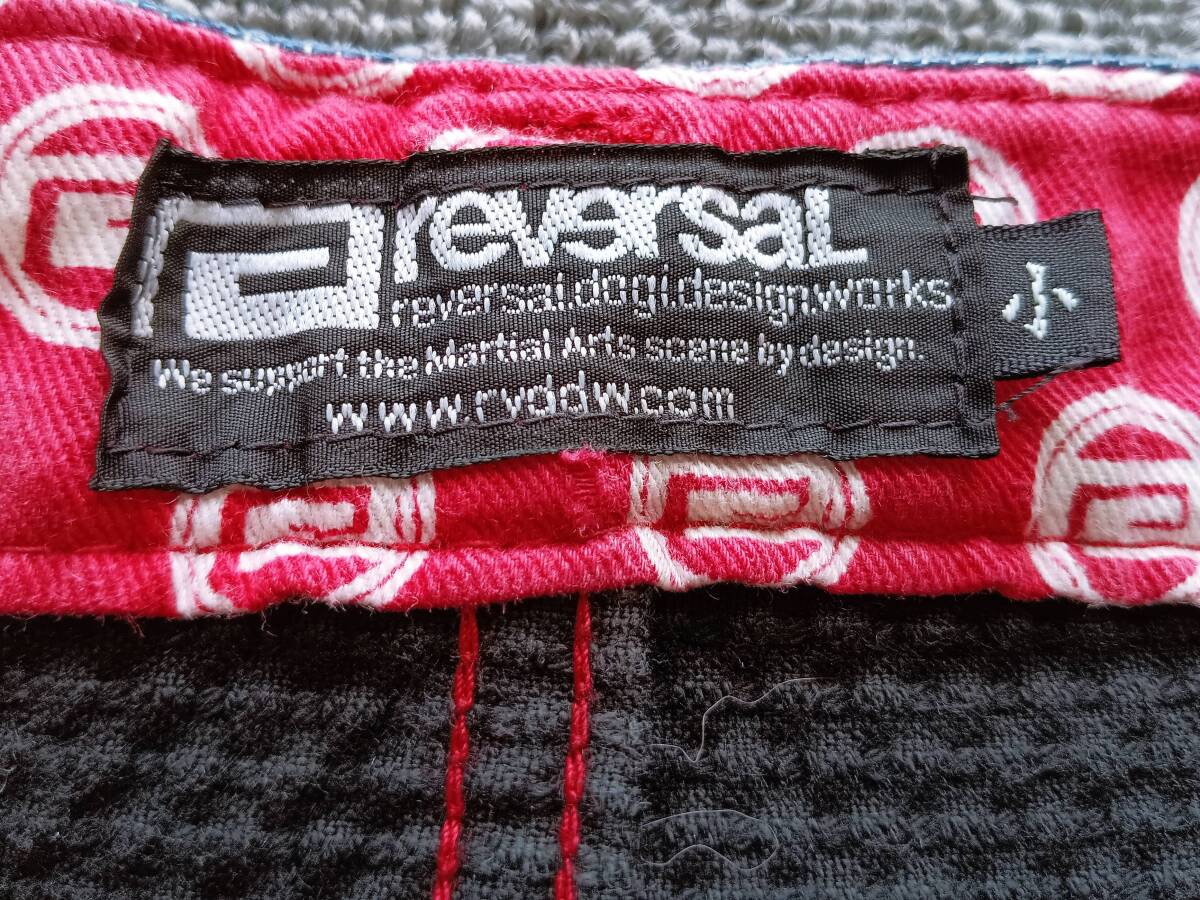 reversal
reversal.dogi.design.works
We support the Martial Arts scene by design.
www.rvddw.com
小